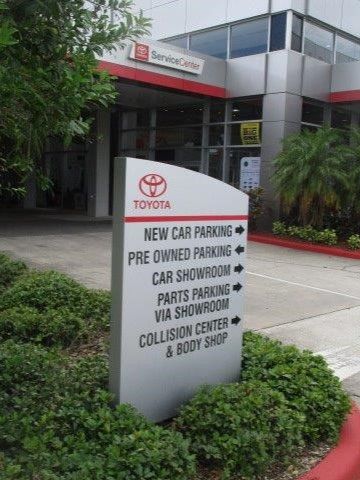 ServiceCenter
TOYOTA
NEW CAR PARKING
PRE OWNED PARKING
CAR SHOWROOM
PARTS PARKING
VIA SHOWROOM
COLLISION CENTER
& BODY SHOP